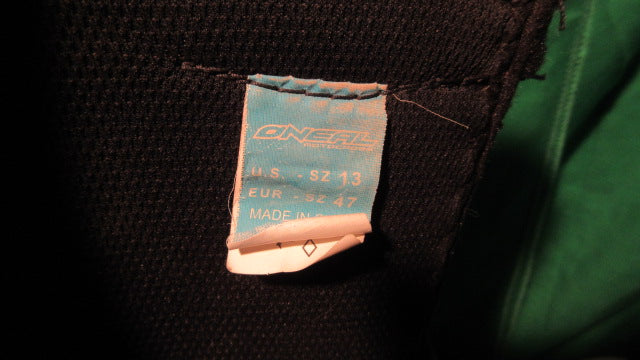 O'NEAL
U.S. - SZ 13
EUR - SZ 47
MADE IN